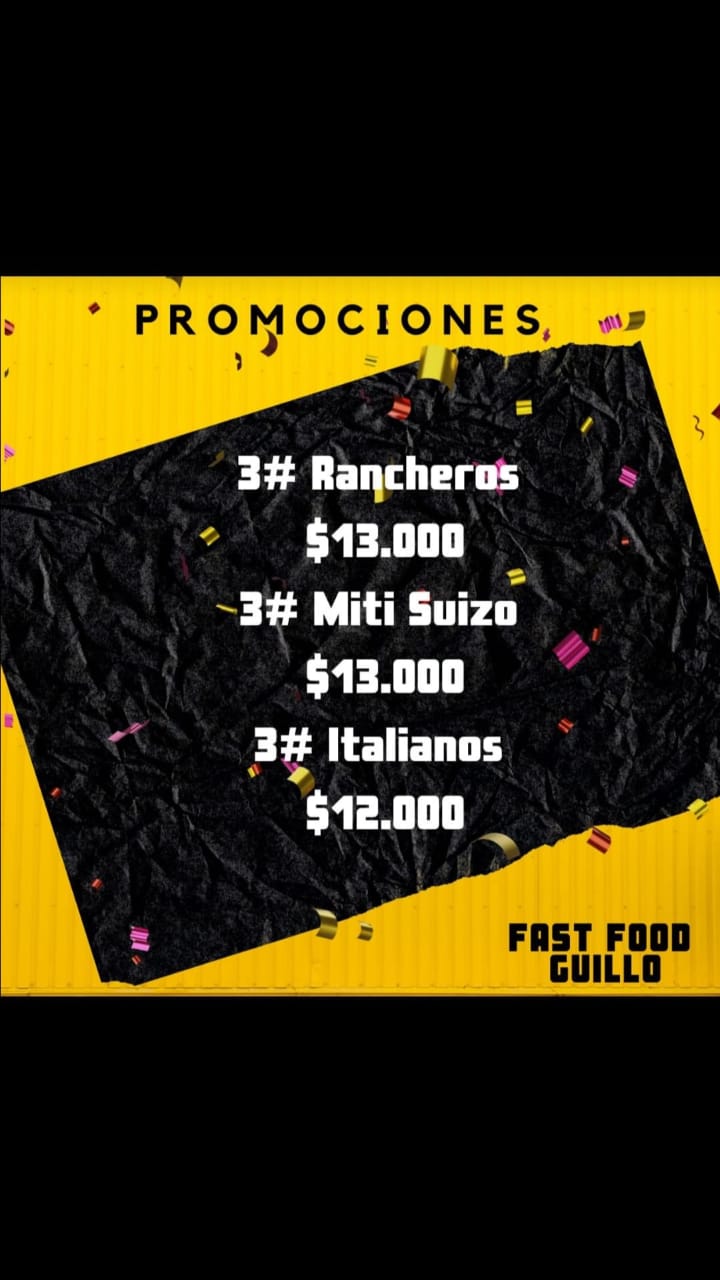 PROMOCIONES
3# Rancheros
$13.000
3# Miti Suizo
$13.000
3# Italianos
$12.000
FAST FOOD
GUILLO